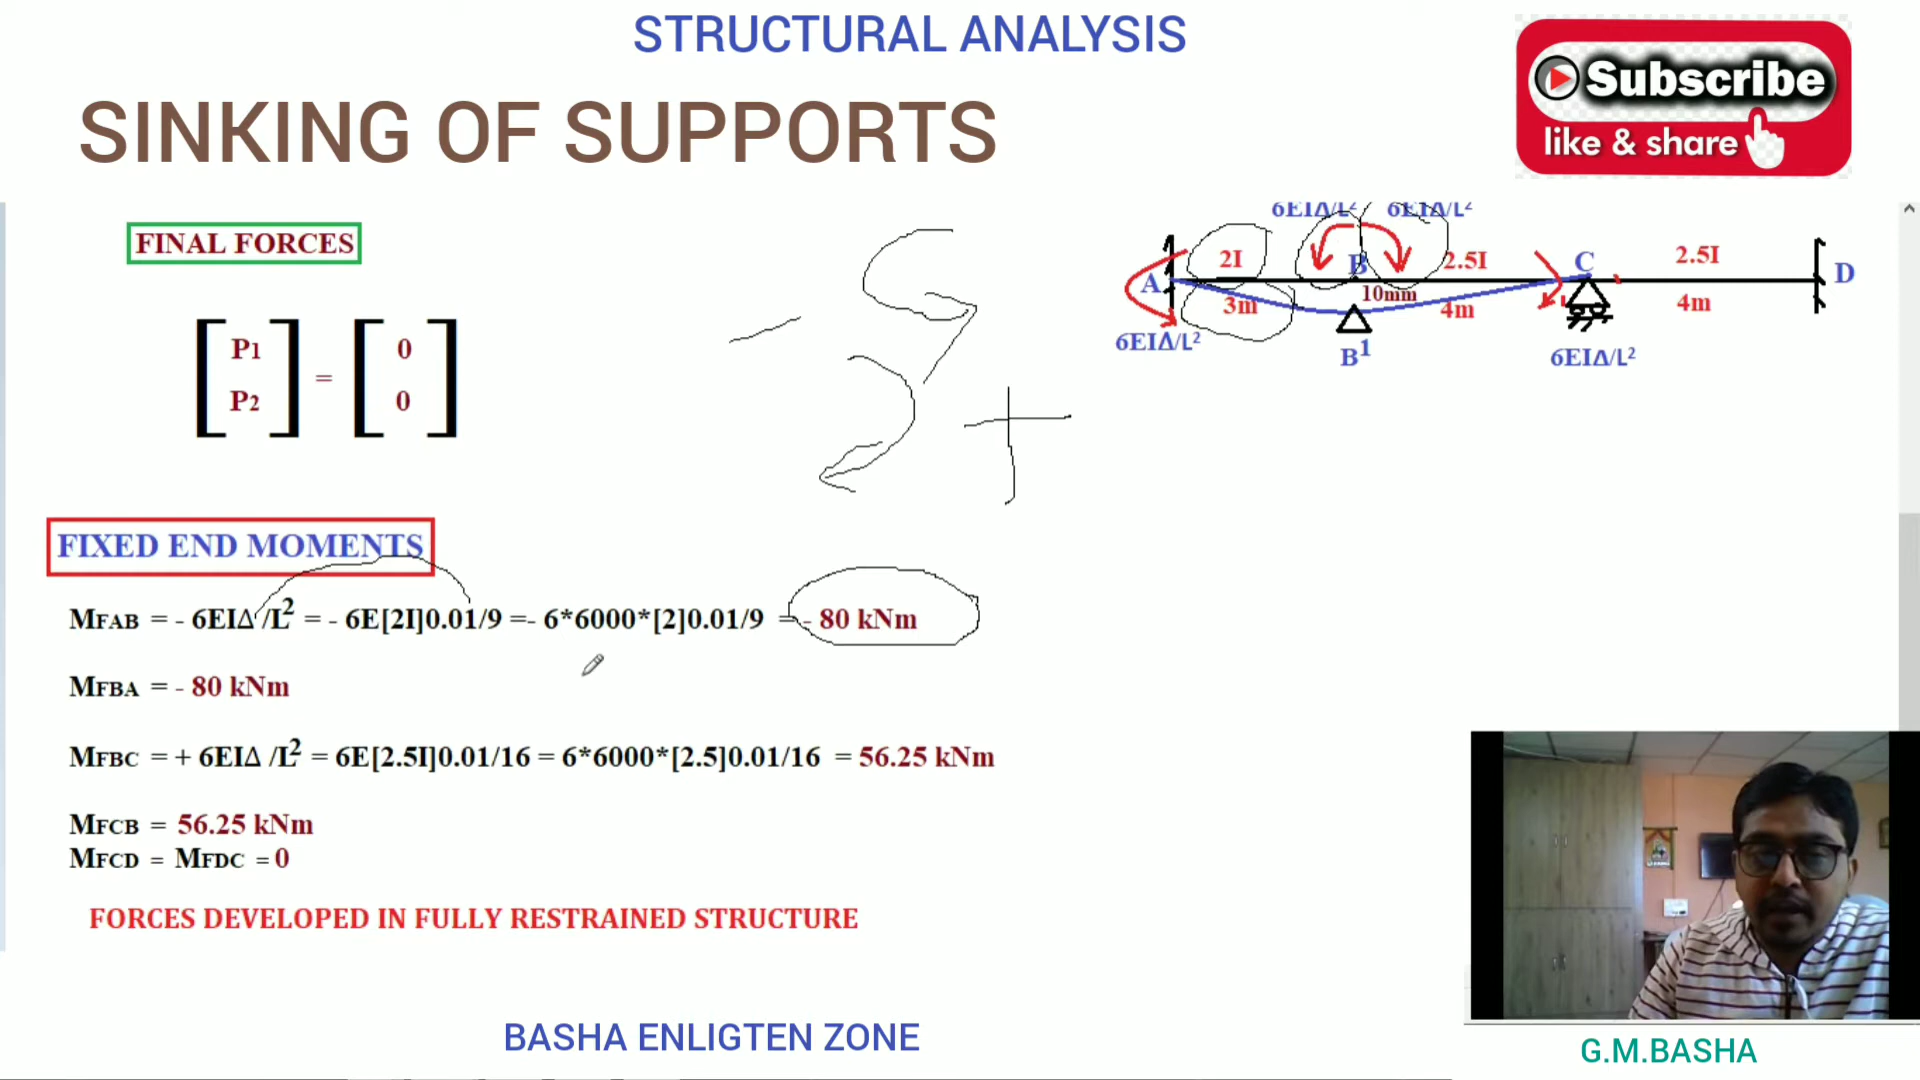 STRUCTURAL ANALYSIS
SINKING OF SUPPORTS
Subscribe
like & share
FINAL FORCES
P1
P2
=
0
0
6EIΔ/L² 6EIΔ/L²
2I B 2.5I C 2.5I
A 10mm D
3m 4m 4m
6EIΔ/L² B¹ 6EIΔ/L²
- +
FIXED END MOMENTS
MFAB = - 6EIΔ /L² = - 6E[2I]0.01/9 =- 6*6000*[2]0.01/9 = - 80 kNm
MFBA = - 80 kNm
MFBC = + 6EIΔ /L² = 6E[2.5I]0.01/16 = 6*6000*[2.5]0.01/16 = 56.25 kNm
MFCB = 56.25 kNm
MFCD = MFDC = 0
FORCES DEVELOPED IN FULLY RESTRAINED STRUCTURE
BASHA ENLIGTEN ZONE
G.M.BASHA